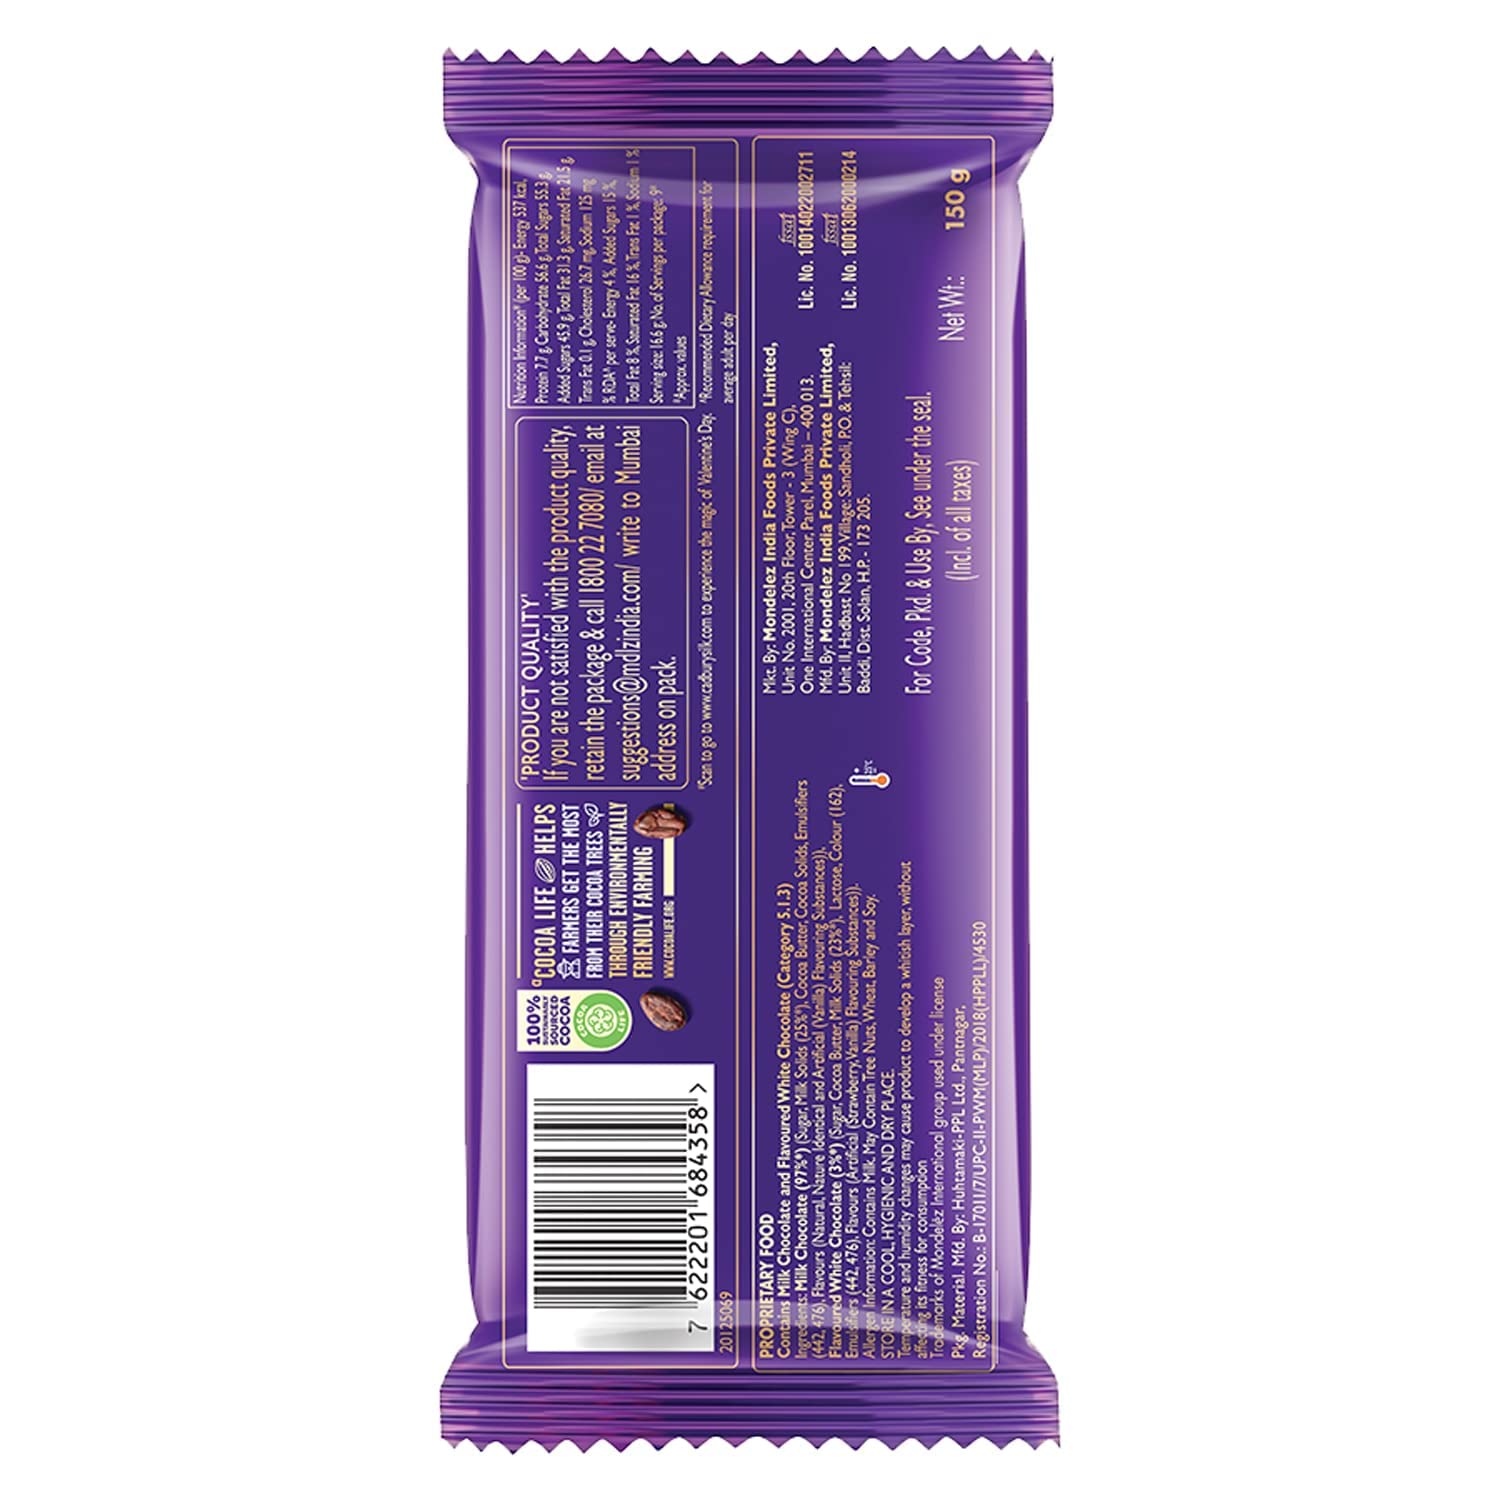 Nutrition Information# (per 100 g)- Energy 537 kcal,
Protein 7.7 g, Carbohydrate 56.6 g, Total Sugars 55.3 g,
Added Sugars 45.9 g, Total Fat 31.3 g, Saturated Fat 21.5 g,
Trans Fat 0.1 g, Cholesterol 26.7 mg, Sodium 125 mg
% RDA^ per serve- Energy 4 %, Added Sugars 15 %,
Total Fat 8 %, Saturated Fat 16 %, Trans Fat 1 %, Sodium 1 %
Serving size: 16.6 g, No. of Servings per package: 9#
#Approx. values
^Recommended Dietary Allowance requirement for
average adult per day
'PRODUCT QUALITY'
If you are not satisfied with the product quality,
retain the package & call 1800 22 7080/ email at
suggestions@mdlzindia.com/ write to Mumbai
address on pack.
#Scan to go to www.cadburysilk.com to experience the magic of Valentine's Day.
COCOA LIFE HELPS
FARMERS GET THE MOST
FROM THEIR COCOA TREES
THROUGH ENVIRONMENTALLY
FRIENDLY FARMING
WWW.COCOALIFE.ORG
100%
SUSTAINABLY
SOURCED
COCOA
COCOA
LIFE
7 622201 684358 >
20125069
PROPRIETARY FOOD
Contains Milk Chocolate and Flavoured White Chocolate (Category 5.1.3)
Ingredients: Milk Chocolate (97%*) (Sugar, Milk Solids (25%*), Cocoa Butter, Cocoa Solids, Emulsifiers
(442, 476), Flavours (Natural, Nature Identical and Artificial (Vanilla) Flavouring Substances)),
Flavoured White Chocolate (3%*) (Sugar, Cocoa Butter, Milk Solids (23%*), Lactose, Colour (162),
Emulsifiers (442, 476), Flavours (Artificial (Strawberry, Vanilla) Flavouring Substances)).
Allergen Information: Contains Milk. May Contain Tree Nuts, Wheat, Barley and Soy.
STORE IN A COOL, HYGIENIC AND DRY PLACE.
Temperature and humidity changes may cause product to develop a whitish layer, without
affecting its fitness for consumption
Trademarks of Mondelēz International group used under license
Pkg. Material. Mfd. By: Huhtamaki-PPL Ltd., Pantnagar,
Registration No.: B-17011/7/UPC-II-PWM(MLP)/2018(HPPLL)/4530
25°C
Mkt. By: Mondelez India Foods Private Limited,
Unit No. 2001, 20th Floor, Tower - 3 (Wing C),
One International Center, Parel, Mumbai – 400 013.
Mfd. By: Mondelez India Foods Private Limited,
Unit II, Hadbast No 199, Village: Sandholi, P.O. & Tehsil:
Baddi, Dist. Solan, H.P.- 173 205.
fssai
Lic. No. 10014022002711
fssai
Lic. No. 10013062000214
For Code, Pkd. & Use By, See under the seal.
(Incl. of all taxes)
Net Wt.: 150 g